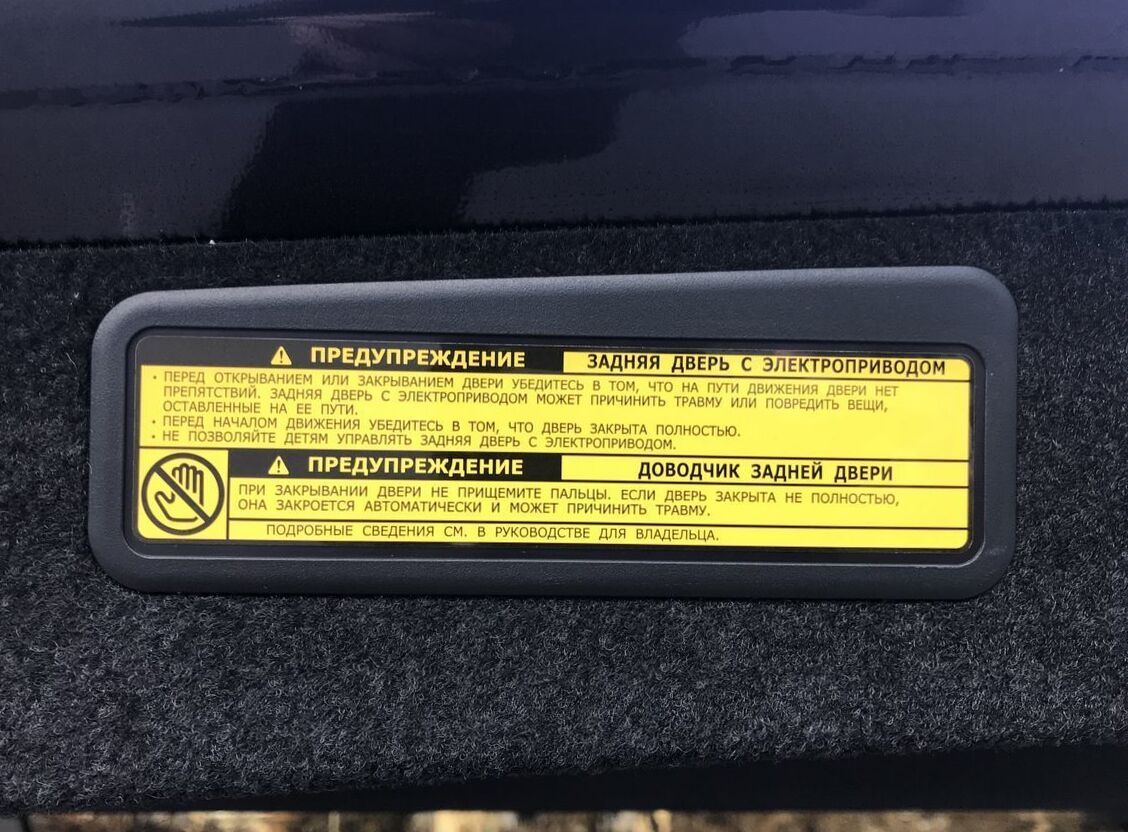 ПРЕДУПРЕЖДЕНИЕ ЗАДНЯЯ ДВЕРЬ С ЭЛЕКТРОПРИВОДОМ
• ПЕРЕД ОТКРЫВАНИЕМ ИЛИ ЗАКРЫВАНИЕМ ДВЕРИ УБЕДИТЕСЬ В ТОМ, ЧТО НА ПУТИ ДВИЖЕНИЯ ДВЕРИ НЕТ
ПРЕПЯТСТВИЙ. ЗАДНЯЯ ДВЕРЬ С ЭЛЕКТРОПРИВОДОМ МОЖЕТ ПРИЧИНИТЬ ТРАВМУ ИЛИ ПОВРЕДИТЬ ВЕЩИ,
ОСТАВЛЕННЫЕ НА ЕЕ ПУТИ.
• ПЕРЕД НАЧАЛОМ ДВИЖЕНИЯ УБЕДИТЕСЬ В ТОМ, ЧТО ДВЕРЬ ЗАКРЫТА ПОЛНОСТЬЮ.
• НЕ ПОЗВОЛЯЙТЕ ДЕТЯМ УПРАВЛЯТЬ ЗАДНЯЯ ДВЕРЬ С ЭЛЕКТРОПРИВОДОМ.
ПРЕДУПРЕЖДЕНИЕ ДОВОДЧИК ЗАДНЕЙ ДВЕРИ
ПРИ ЗАКРЫВАНИИ ДВЕРИ НЕ ПРИЩЕМИТЕ ПАЛЬЦЫ. ЕСЛИ ДВЕРЬ ЗАКРЫТА НЕ ПОЛНОСТЬЮ,
ОНА ЗАКРОЕТСЯ АВТОМАТИЧЕСКИ И МОЖЕТ ПРИЧИНИТЬ ТРАВМУ.
ПОДРОБНЫЕ СВЕДЕНИЯ СМ. В РУКОВОДСТВЕ ДЛЯ ВЛАДЕЛЬЦА.